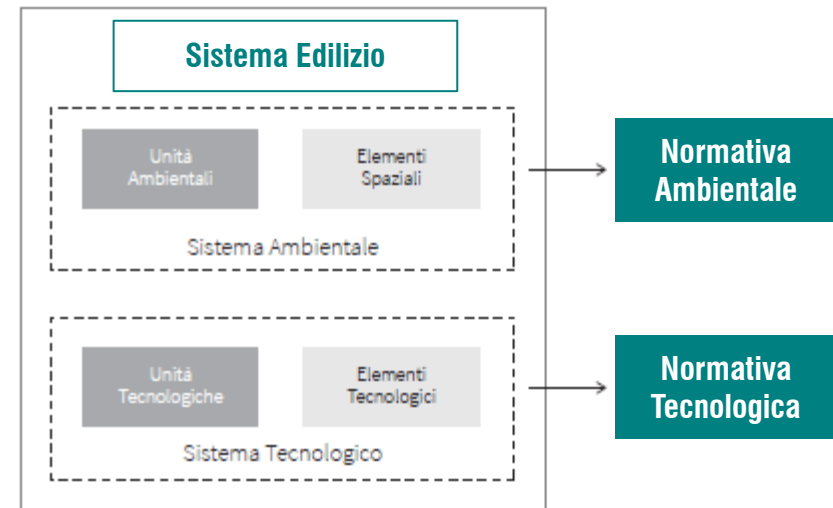 Sistema Edilizio
Unità
Ambientali
Elementi
Spaziali
Sistema Ambientale
Normativa
Ambientale
Unità
Tecnologiche
Elementi
Tecnologici
Sistema Tecnologico
Normativa
Tecnologica